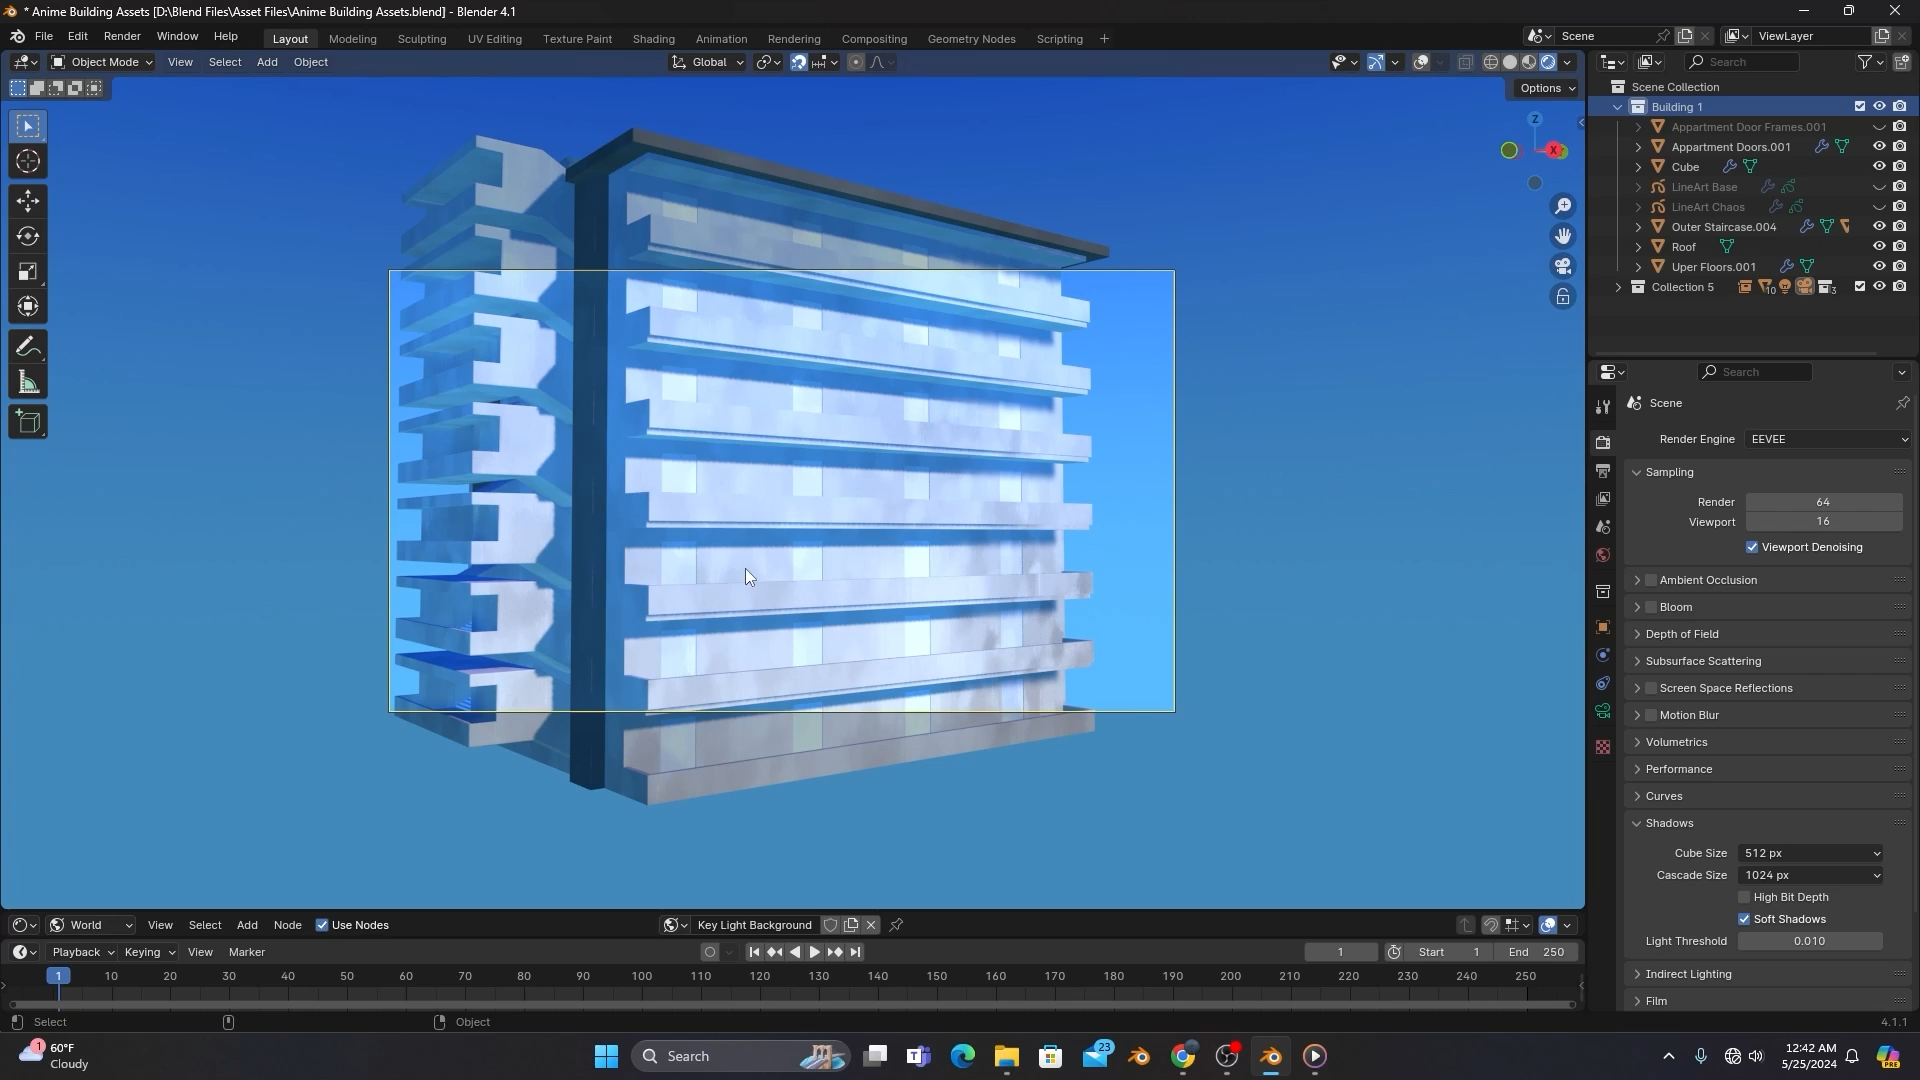 * Anime Building Assets [D:\Blend Files\Asset Files\Anime Building Assets.blend] - Blender 4.1
File Edit Render Window Help
Layout Modeling Sculpting UV Editing Texture Paint Shading Animation Rendering Compositing Geometry Nodes Scripting +
Scene
ViewLayer
Object Mode View Select Add Object
Global
Search
Options
Z
X
Scene Collection
Building 1
Appartment Door Frames.001
Appartment Doors.001
Cube
LineArt Base
LineArt Chaos
Outer Staircase.004
Roof
Uper Floors.001
Collection 5 10 3
Search
Scene
Render Engine EEVEE
Sampling
Render 64
Viewport 16
Viewport Denoising
Ambient Occlusion
Bloom
Depth of Field
Subsurface Scattering
Screen Space Reflections
Motion Blur
Volumetrics
Performance
Curves
Shadows
Cube Size 512 px
Cascade Size 1024 px
High Bit Depth
Soft Shadows
Light Threshold 0.010
Indirect Lighting
Film
World View Select Add Node Use Nodes
Key Light Background
Playback Keying View Marker
1 Start 1 End 250
1 10 20 30 40 50 60 70 80 90 100 110 120 130 140 150 160 170 180 190 200 210 220 230 240 250
Select
Object
4.1.1
1
60°F
Cloudy
Search
23
12:42 AM
5/25/2024
PRE